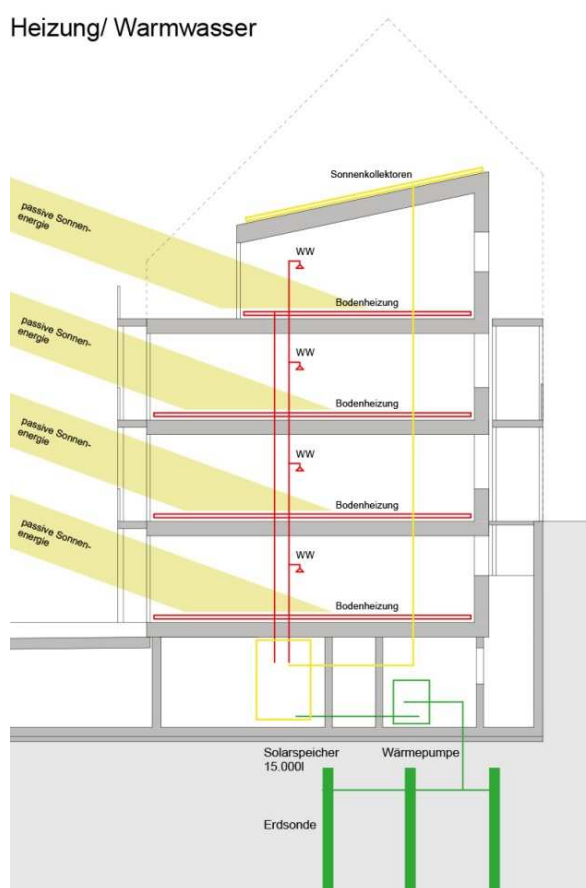 Heizung/ Warmwasser
Sonnenkollektoren
passive Sonnen-
energie
WW
Bodenheizung
passive Sonnen-
energie
WW
Bodenheizung
passive Sonnen-
energie
WW
Bodenheizung
passive Sonnen-
energie
WW
Bodenheizung
Solarspeicher
15.000l
Wärmepumpe
Erdsonde